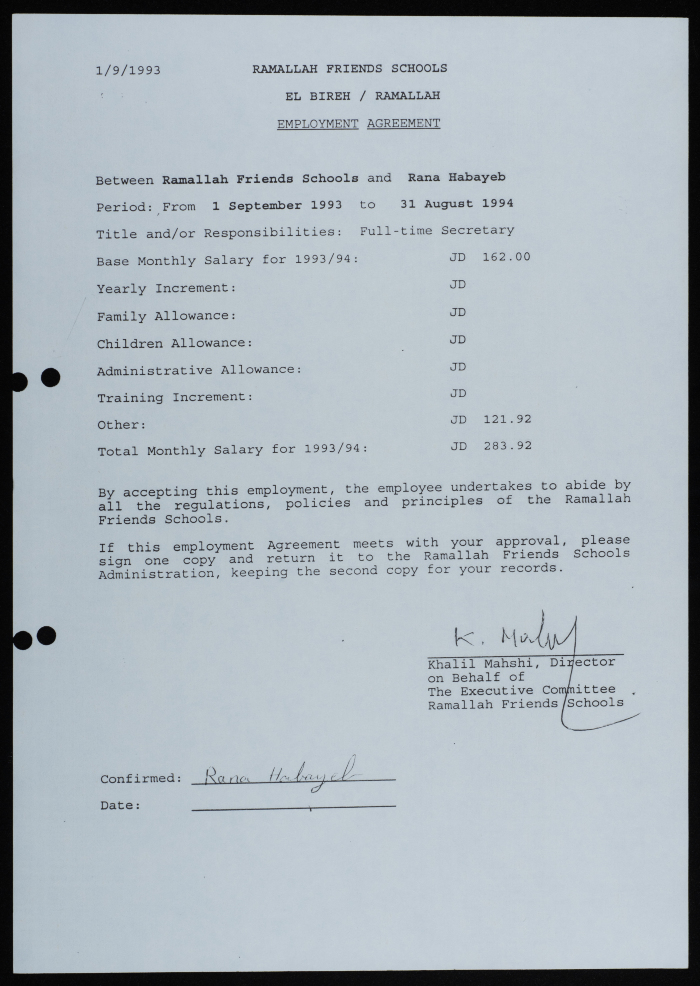 1/9/1993
RAMALLAH FRIENDS SCHOOLS
EL BIREH / RAMALLAH
EMPLOYMENT AGREEMENT
Between Ramallah Friends Schools and Rana Habayeb
Period: From 1 September 1993 to 31 August 1994
Title and/or Responsibilities: Full-time Secretary
Base Monthly Salary for 1993/94: JD 162.00
Yearly Increment: JD
Family Allowance: JD
Children Allowance: JD
Administrative Allowance: JD
Training Increment: JD
Other: JD 121.92
Total Monthly Salary for 1993/94: JD 283.92
By accepting this employment, the employee undertakes to abide by
all the regulations, policies and principles of the Ramallah
Friends Schools.
If this employment Agreement meets with your approval, please
sign one copy and return it to the Ramallah Friends Schools
Administration, keeping the second copy for your records.
K. Mahshi
Khalil Mahshi, Director
on Behalf of
The Executive Committee
Ramallah Friends Schools
Confirmed: Rana Habayeb
Date: